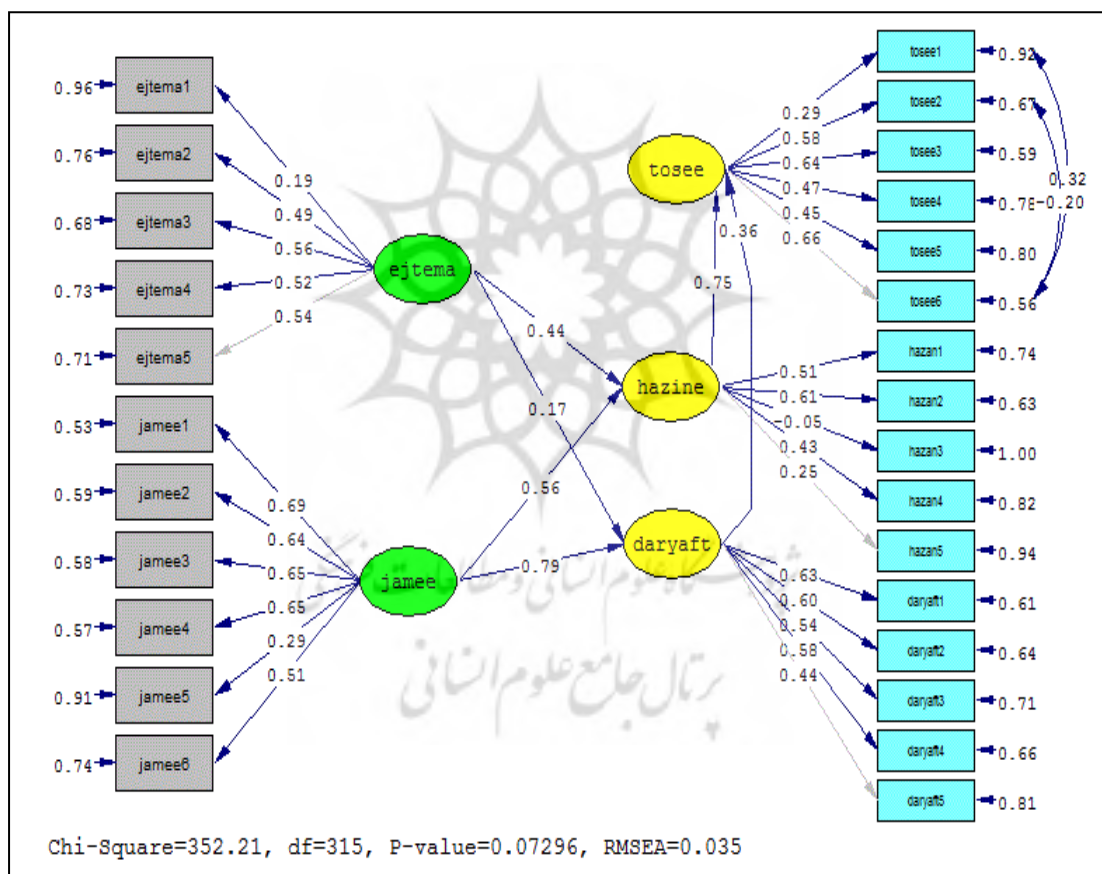 0.96 ejtema1
0.76 ejtema2
0.68 ejtema3
0.73 ejtema4
0.71 ejtema5
0.53 jamee1
0.59 jamee2
0.58 jamee3
0.57 jamee4
0.91 jamee5
0.74 jamee6
0.19
0.49
0.56
0.52
0.54
0.69
0.64
0.65
0.65
0.29
0.51
ejtema
jamee
0.44
0.17
0.56
0.79
tosee
hazine
daryaft
0.75
0.36
0.29
0.58
0.64
0.47
0.45
0.66
0.51
0.61
-0.05
0.43
0.25
0.63
0.60
0.54
0.58
0.44
tosee1 0.92
tosee2 0.67
tosee3 0.59
tosee4 0.78
tosee5 0.80
tosee6 0.56
hazan1 0.74
hazan2 0.63
hazan3 1.00
hazan4 0.82
hazan5 0.94
daryaft1 0.61
daryaft2 0.64
daryaft3 0.71
daryaft4 0.66
daryaft5 0.81
0.32
-0.20
پرتال جامع علوم انسانی
Chi-Square=352.21, df=315, P-value=0.07296, RMSEA=0.035